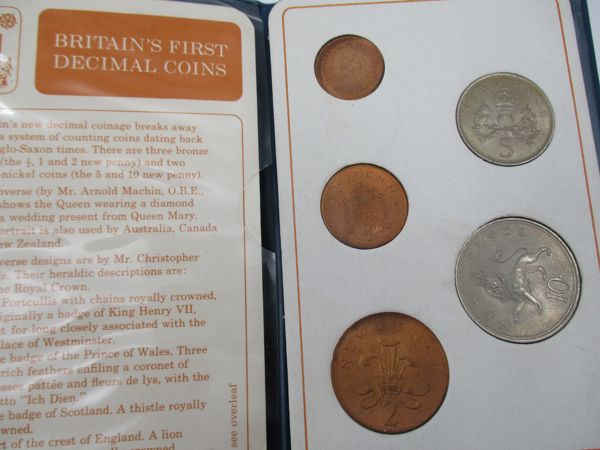 BRITAIN'S FIRST
DECIMAL COINS
new decimal coinage breaks away
a system of counting coins dating back
glo-Saxon times. There are three bronze
(the ½, 1 and 2 new penny) and two
-nickel coins (the 5 and 10 new penny).
bverse (by Mr. Arnold Machin, O.B.E.,
shows the Queen wearing a diamond
a wedding present from Queen Mary.
ortrait is also used by Australia, Canada
New Zealand.
verse designs are by Mr. Christopher
Their heraldic descriptions are:
he Royal Crown.
Portcullis with chains royally crowned,
riginally a badge of King Henry VII,
t for long closely associated with the
lace of Westminster.
e badge of the Prince of Wales. Three
rich feathers enfiling a coronet of
osses pattée and fleurs de lys, with the
tto "Ich Dien."
e badge of Scotland. A thistle royally
rt of the crest of England. A lion
see overleaf
5
PENNY
PENCE
10
NEW PENCE
2